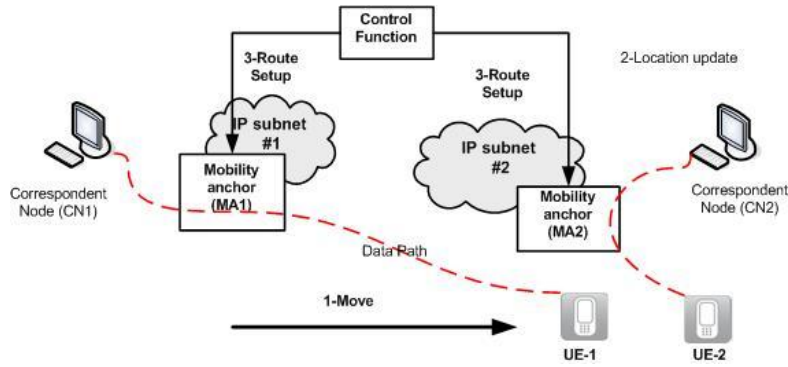 Control
Function
3-Route
Setup
3-Route
Setup
2-Location update
IP subnet
#1
IP subnet
#2
Mobility
anchor
(MA1)
Mobility
anchor
(MA2)
Correspondent
Node (CN1)
Correspondent
Node (CN2)
Data Path
1-Move
UE-1
UE-2